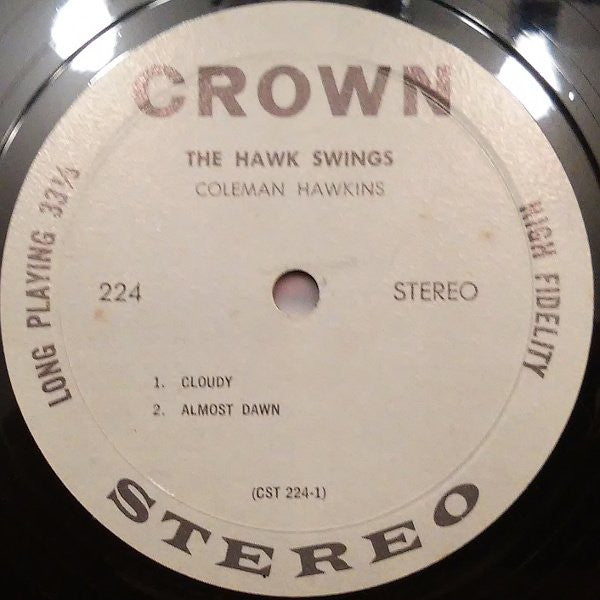 CROWN
THE HAWK SWINGS
COLEMAN HAWKINS
LONG PLAYING 33⅓
HIGH FIDELITY
224
STEREO
1. CLOUDY
2. ALMOST DAWN
(CST 224-1)
STEREO